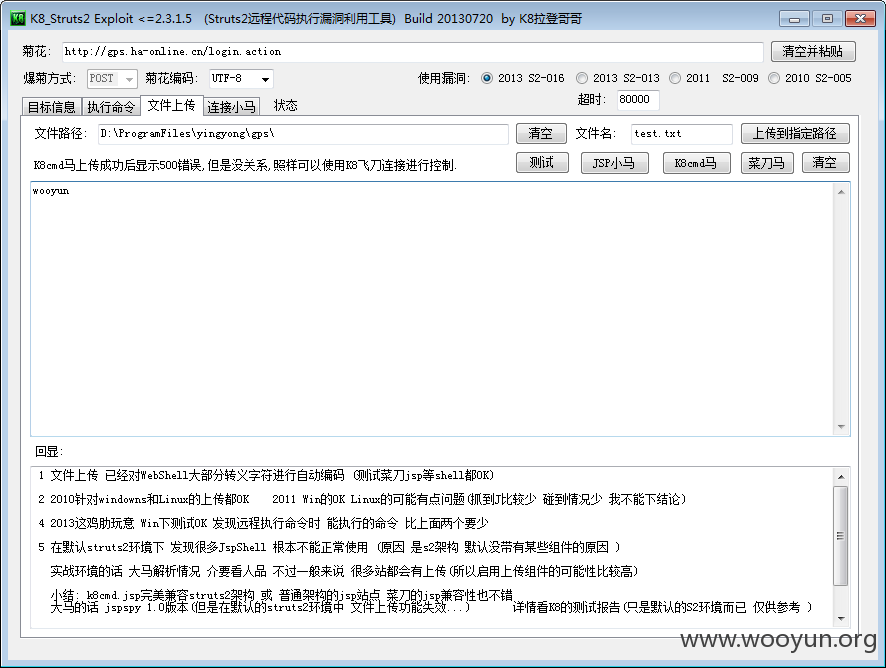 K8_Struts2 Exploit <=2.3.1.5 (Struts2远程代码执行漏洞利用工具) Build 20130720 by K8拉登哥哥
菊花: http://gps.ha-online.cn/login.action 清空并粘贴
爆菊方式: POST 菊花编码: UTF-8 使用漏洞: 2013 S2-016 2013 S2-013 2011 S2-009 2010 S2-005
目标信息 执行命令 文件上传 连接小马 状态 超时: 80000
文件路径: D:\ProgramFiles\yingyong\gps\ 清空 文件名: test.txt 上传到指定路径
K8cmd马上传成功后显示500错误,但是没关系,照样可以使用K8飞刀连接进行控制. 测试 JSP小马 K8cmd马 菜刀马 清空
wooyun
回显:
1 文件上传 已经对WebShell大部分转义字符进行自动编码 (测试菜刀jsp等shell都OK)
2 2010针对windowns和Linux的上传都OK 2011 Win的OK Linux的可能有点问题(抓到J比较少 碰到情况少 我不能下结论)
4 2013这鸡肋玩意 Win下测试OK 发现远程执行命令时 能执行的命令 比上面两个要少
5 在默认struts2环境下 发现很多JspShell 根本不能正常使用 (原因 是s2架构 默认没带有某些组件的原因 )
实战环境的话 大马解析情况 介要看人品 不过一般来说 很多站都会有上传(所以启用上传组件的可能性比较高)
小结: k8cmd.jsp完美兼容struts2架构 或 普通架构的jsp站点 菜刀的jsp兼容性也不错
大马的话 jspspy 1.0版本(但是在默认的struts2环境中 文件上传功能失效...) 详情看K8的测试报告(只是默认的S2环境而已 仅供参考 )
www.wooyun.org